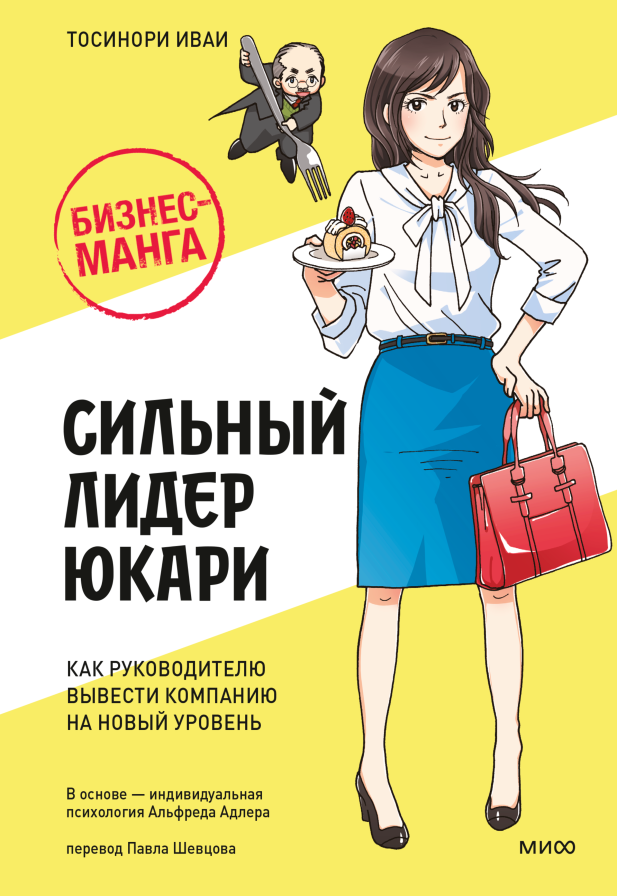 ТОСИНОРИ ИВАИ
БИЗНЕС-
МАНГА
СИЛЬНЫЙ
ЛИДЕР
ЮКАРИ
КАК РУКОВОДИТЕЛЮ
ВЫВЕСТИ КОМПАНИЮ
НА НОВЫЙ УРОВЕНЬ
В основе — индивидуальная
психология Альфреда Адлера
перевод Павла Шевцова
МИФ